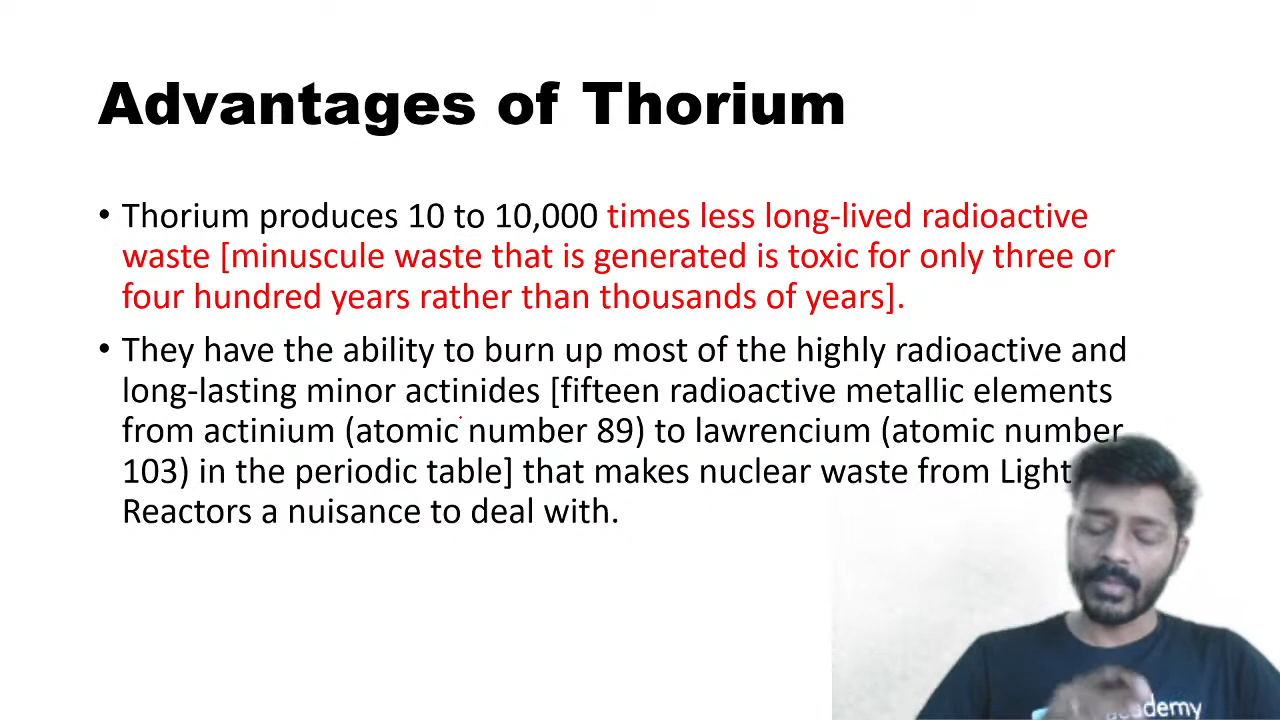 Advantages of Thorium
• Thorium produces 10 to 10,000 times less long-lived radioactive
waste [minuscule waste that is generated is toxic for only three or
four hundred years rather than thousands of years].
• They have the ability to burn up most of the highly radioactive and
long-lasting minor actinides [fifteen radioactive metallic elements
from actinium (atomic number 89) to lawrencium (atomic number
103) in the periodic table] that makes nuclear waste from Light
Reactors a nuisance to deal with.